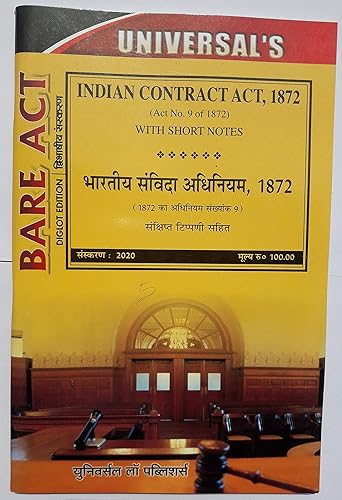 UNIVERSAL'S
BARE ACT
DIGLOT EDITION | द्विभाषीय संस्करण
INDIAN CONTRACT ACT, 1872
(Act No. 9 of 1872)
WITH SHORT NOTES
भारतीय संविदा अधिनियम, 1872
(1872 का अधिनियम संख्यांक 9)
संक्षिप्त टिप्पणी सहित
संस्करण : 2020 मूल्य रु० 100.00
5
युनिवर्सल लॉ पब्लिशर्स